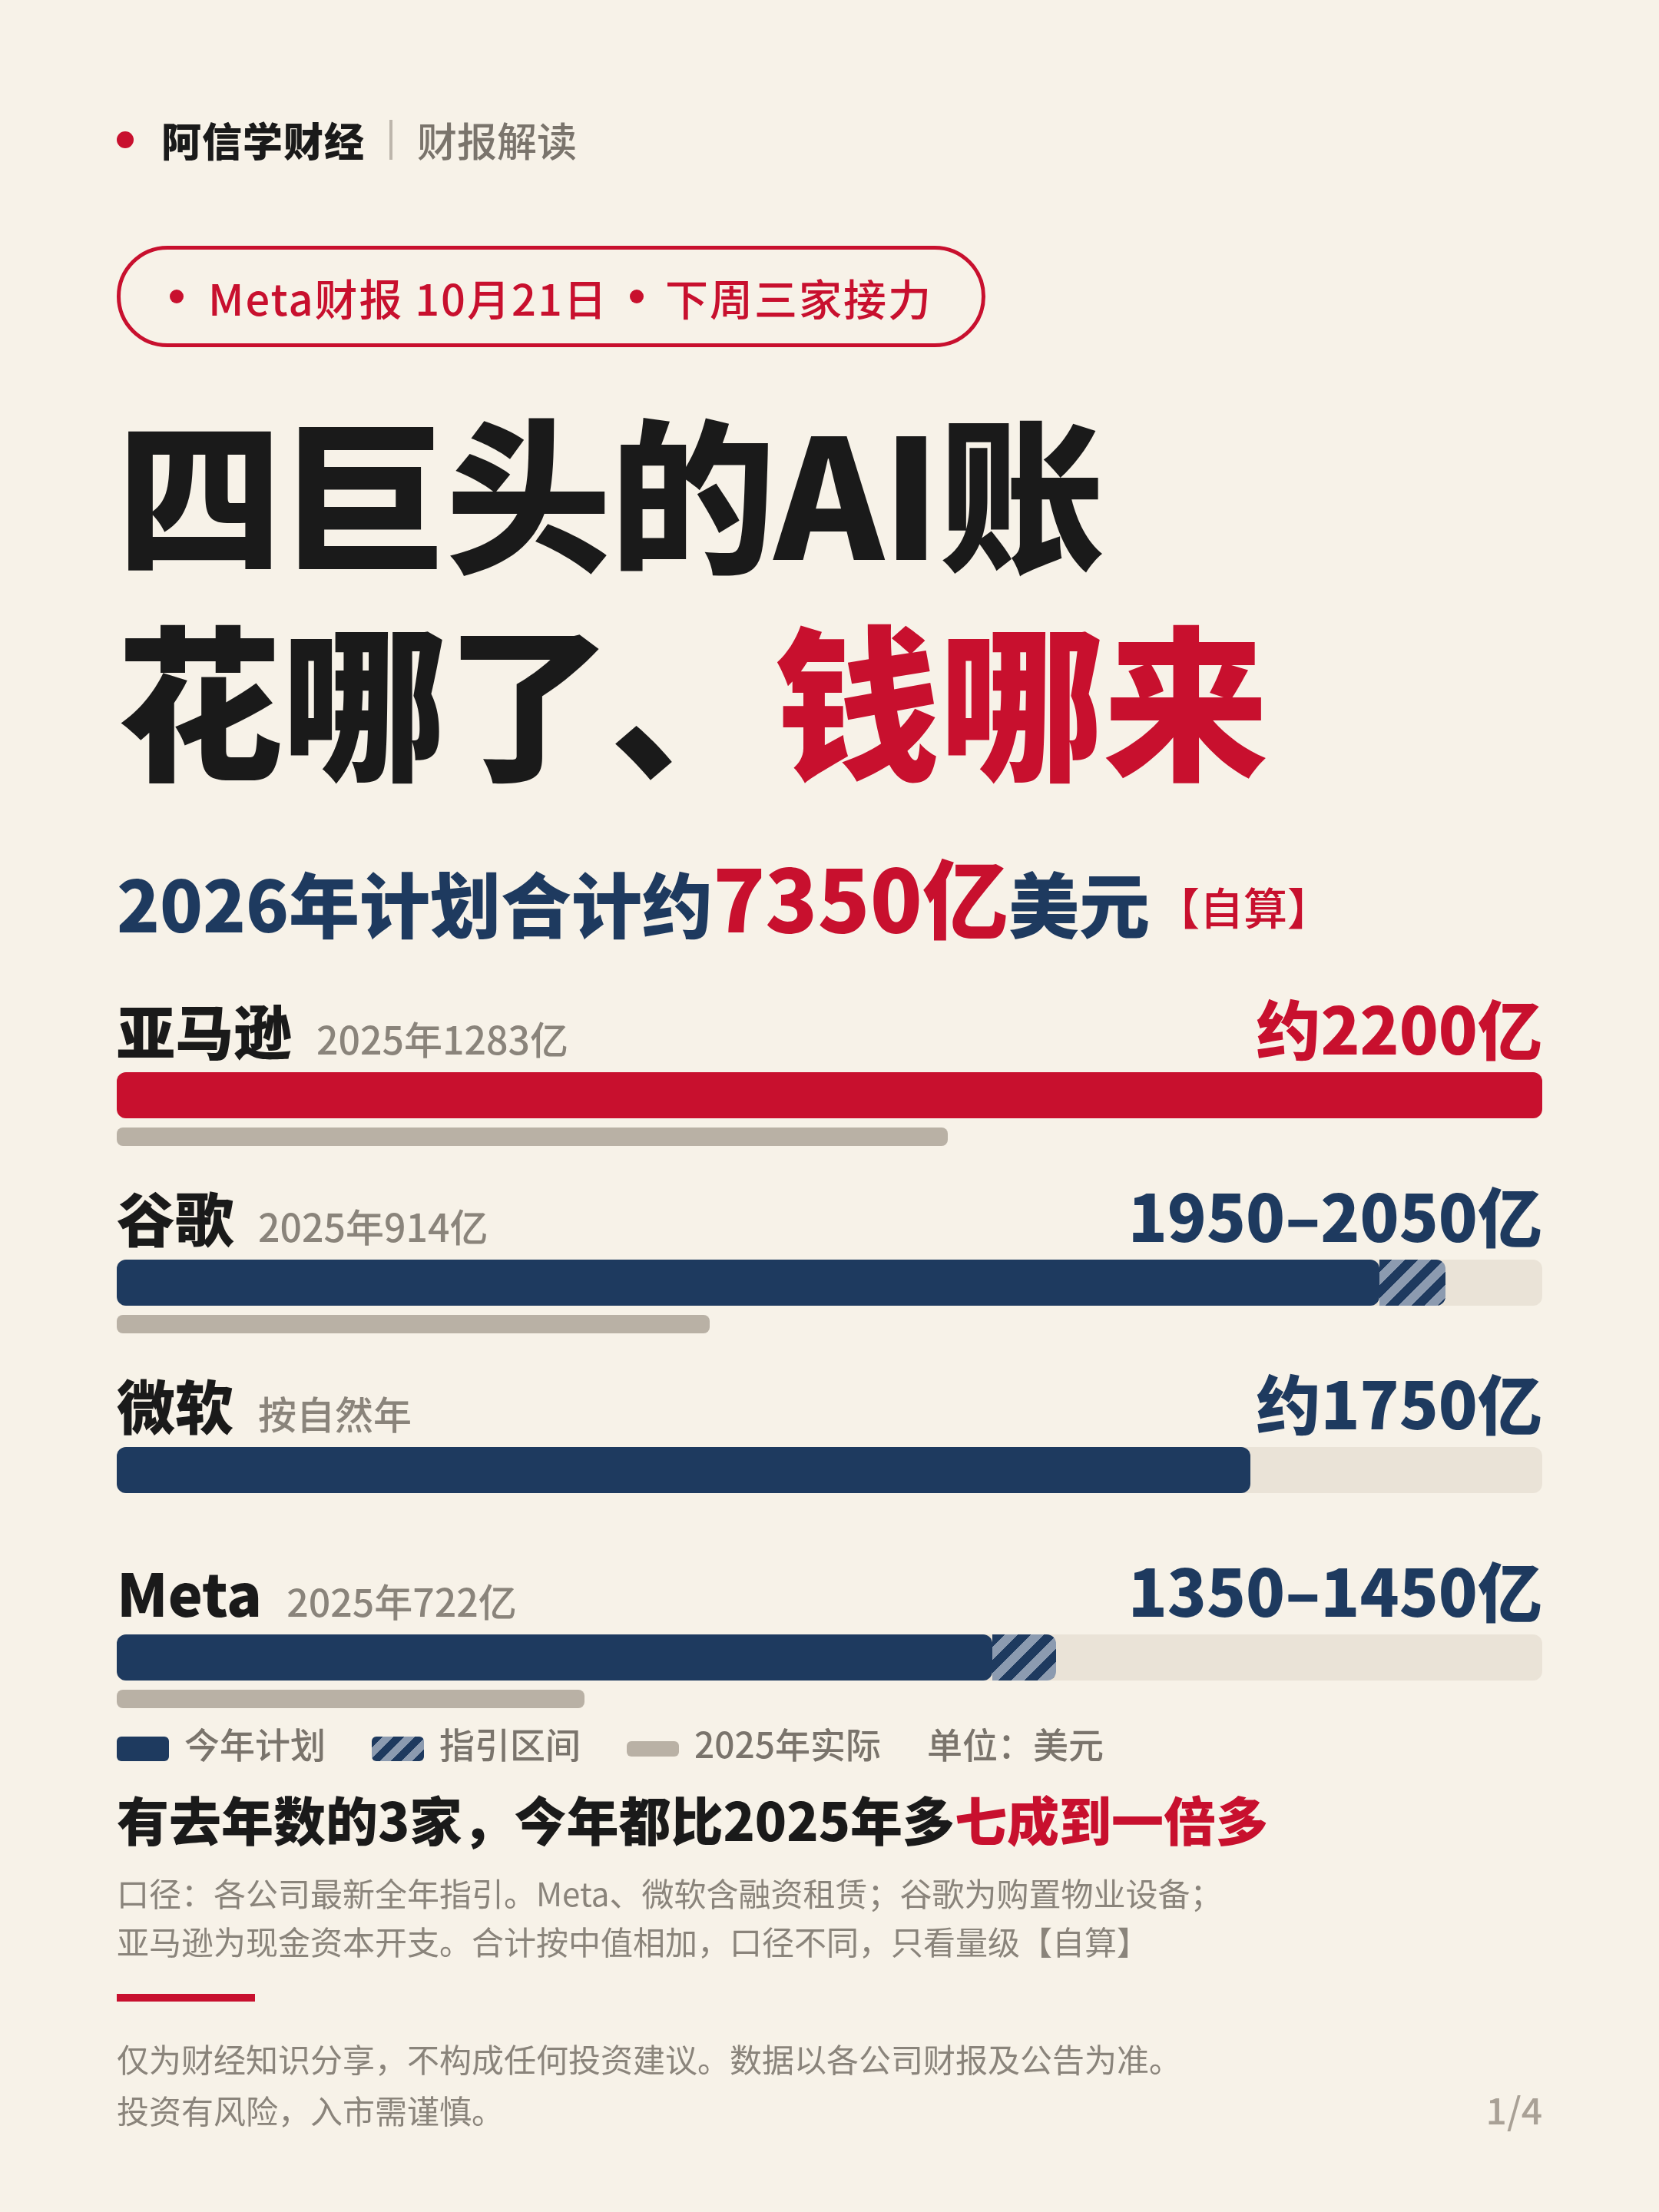 阿信学财经 | 财报解读
• Meta财报 10月21日 • 下周三家接力
四巨头的AI账
花哪了、钱哪来
2026年计划合计约7350亿美元【自算】
亚马逊 2025年1283亿 约2200亿
谷歌 2025年914亿 1950–2050亿
微软 按自然年 约1750亿
Meta 2025年722亿 1350–1450亿
今年计划 指引区间 2025年实际 单位：美元
有去年数的3家，今年都比2025年多七成到一倍多
口径：各公司最新全年指引。Meta、微软含融资租赁；谷歌为购置物业设备；
亚马逊为现金资本开支。合计按中值相加，口径不同，只看量级【自算】
仅为财经知识分享，不构成任何投资建议。数据以各公司财报及公告为准。
投资有风险，入市需谨慎。
1/4